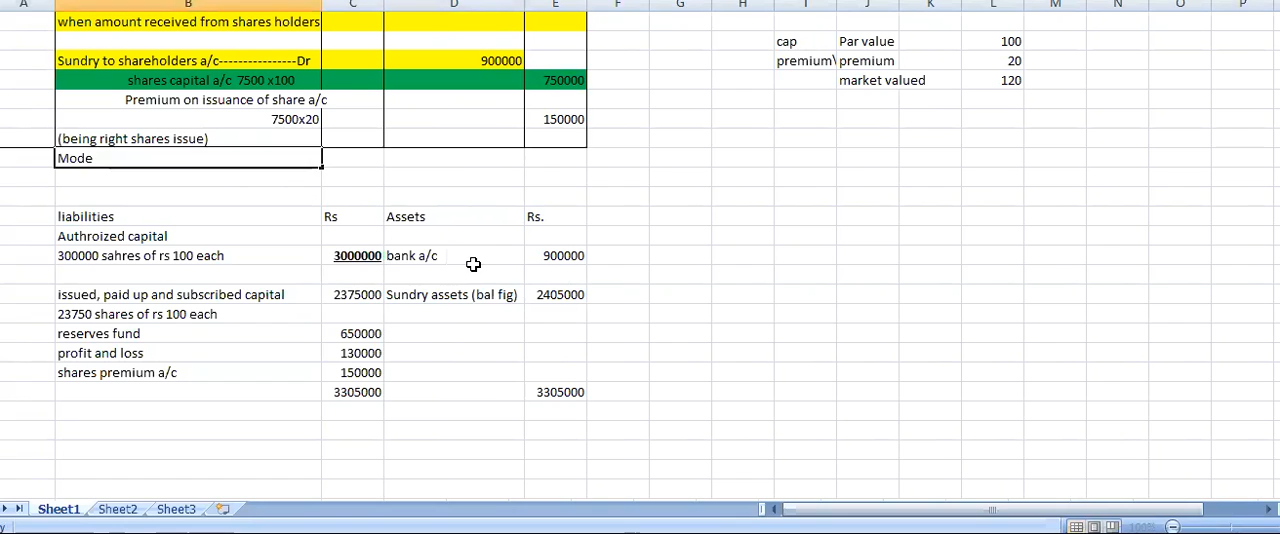 A B C D E F G H I J K L M N O P
when amount received from shares holders
cap Par value 100
Sundry to shareholders a/c----------------Dr 900000 premium\ premium 20
shares capital a/c 7500 x100 750000 market valued 120
Premium on issuance of share a/c
7500x20 150000
(being right shares issue)
Mode
liabilities Rs Assets Rs.
Authroized capital
300000 sahres of rs 100 each 3000000 bank a/c 900000
issued, paid up and subscribed capital 2375000 Sundry assets (bal fig) 2405000
23750 shares of rs 100 each
reserves fund 650000
profit and loss 130000
shares premium a/c 150000
3305000 3305000
Sheet1 Sheet2 Sheet3
100%